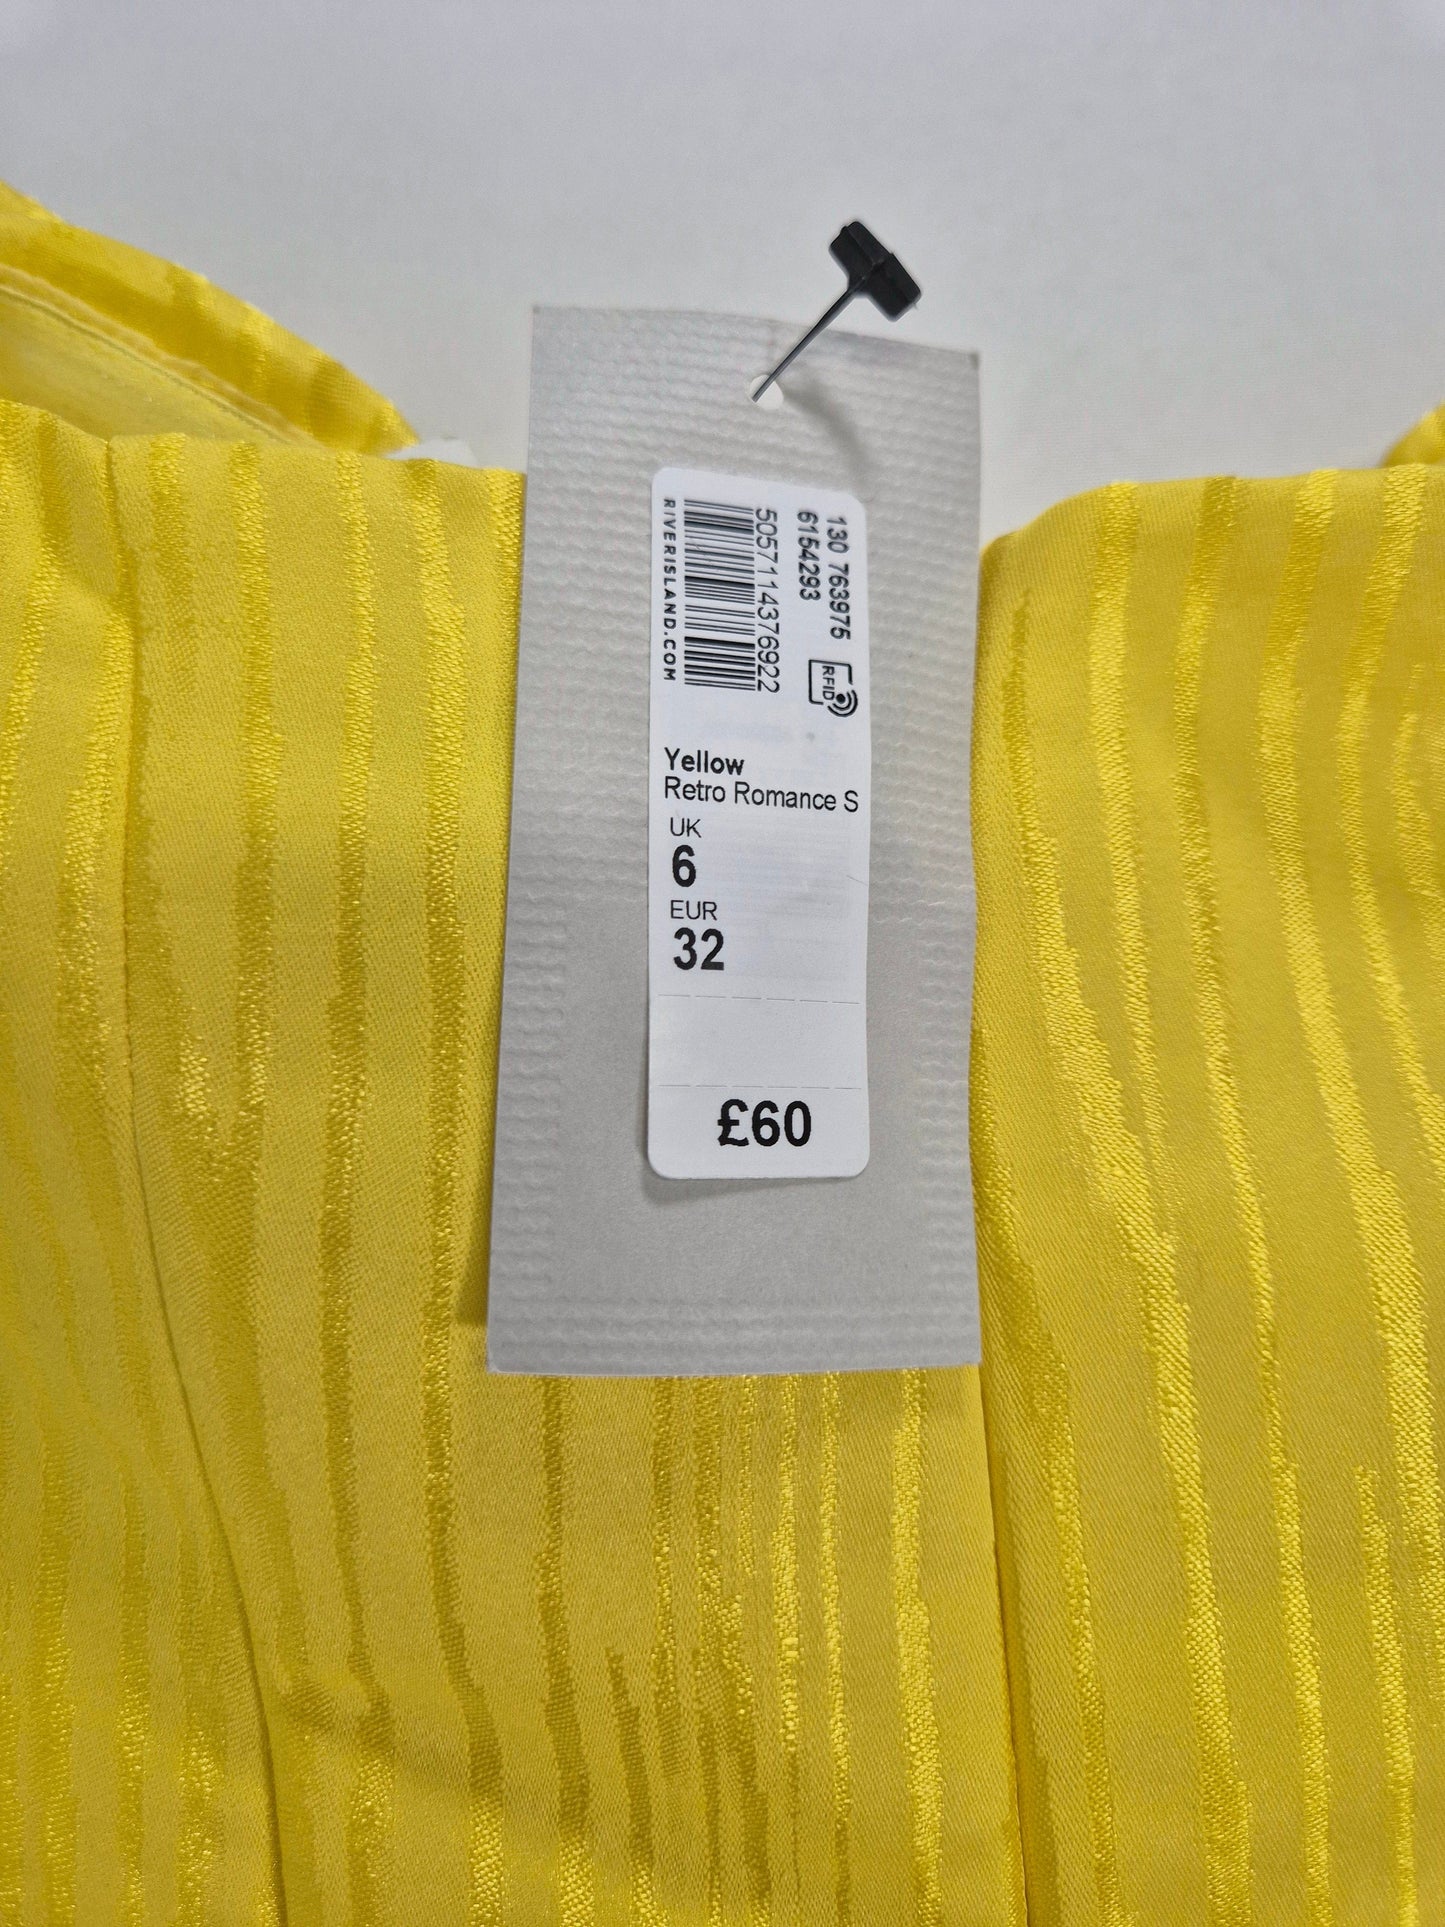 130 763975
6154293
RFID
5057114376922
RIVERISLAND.COM
Yellow
Retro Romance S
UK
6
EUR
32
£60